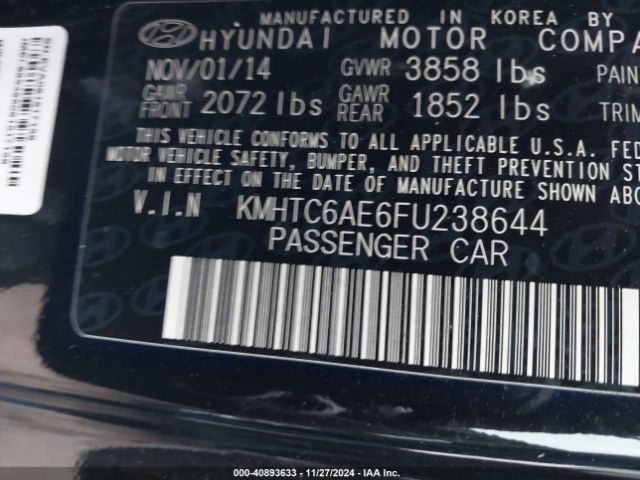 MANUFACTURED IN KOREA BY
HYUNDAI MOTOR COMPA
NOV/01/14 GVWR 3858 lbs PAIN
GAWR FRONT 2072 lbs GAWR REAR 1852 lbs TRIM
THIS VEHICLE CONFORMS TO ALL APPLICABLE U.S.A. FED
MOTOR VEHICLE SAFETY, BUMPER, AND THEFT PREVENTION ST
IN EFFECT ON THE DATE OF MANUFACTURE SHOWN ABO
V.I.N KMHTC6AE6FU238644
PASSENGER CAR
000-40893633 - 11/27/2024 - IAA Inc.